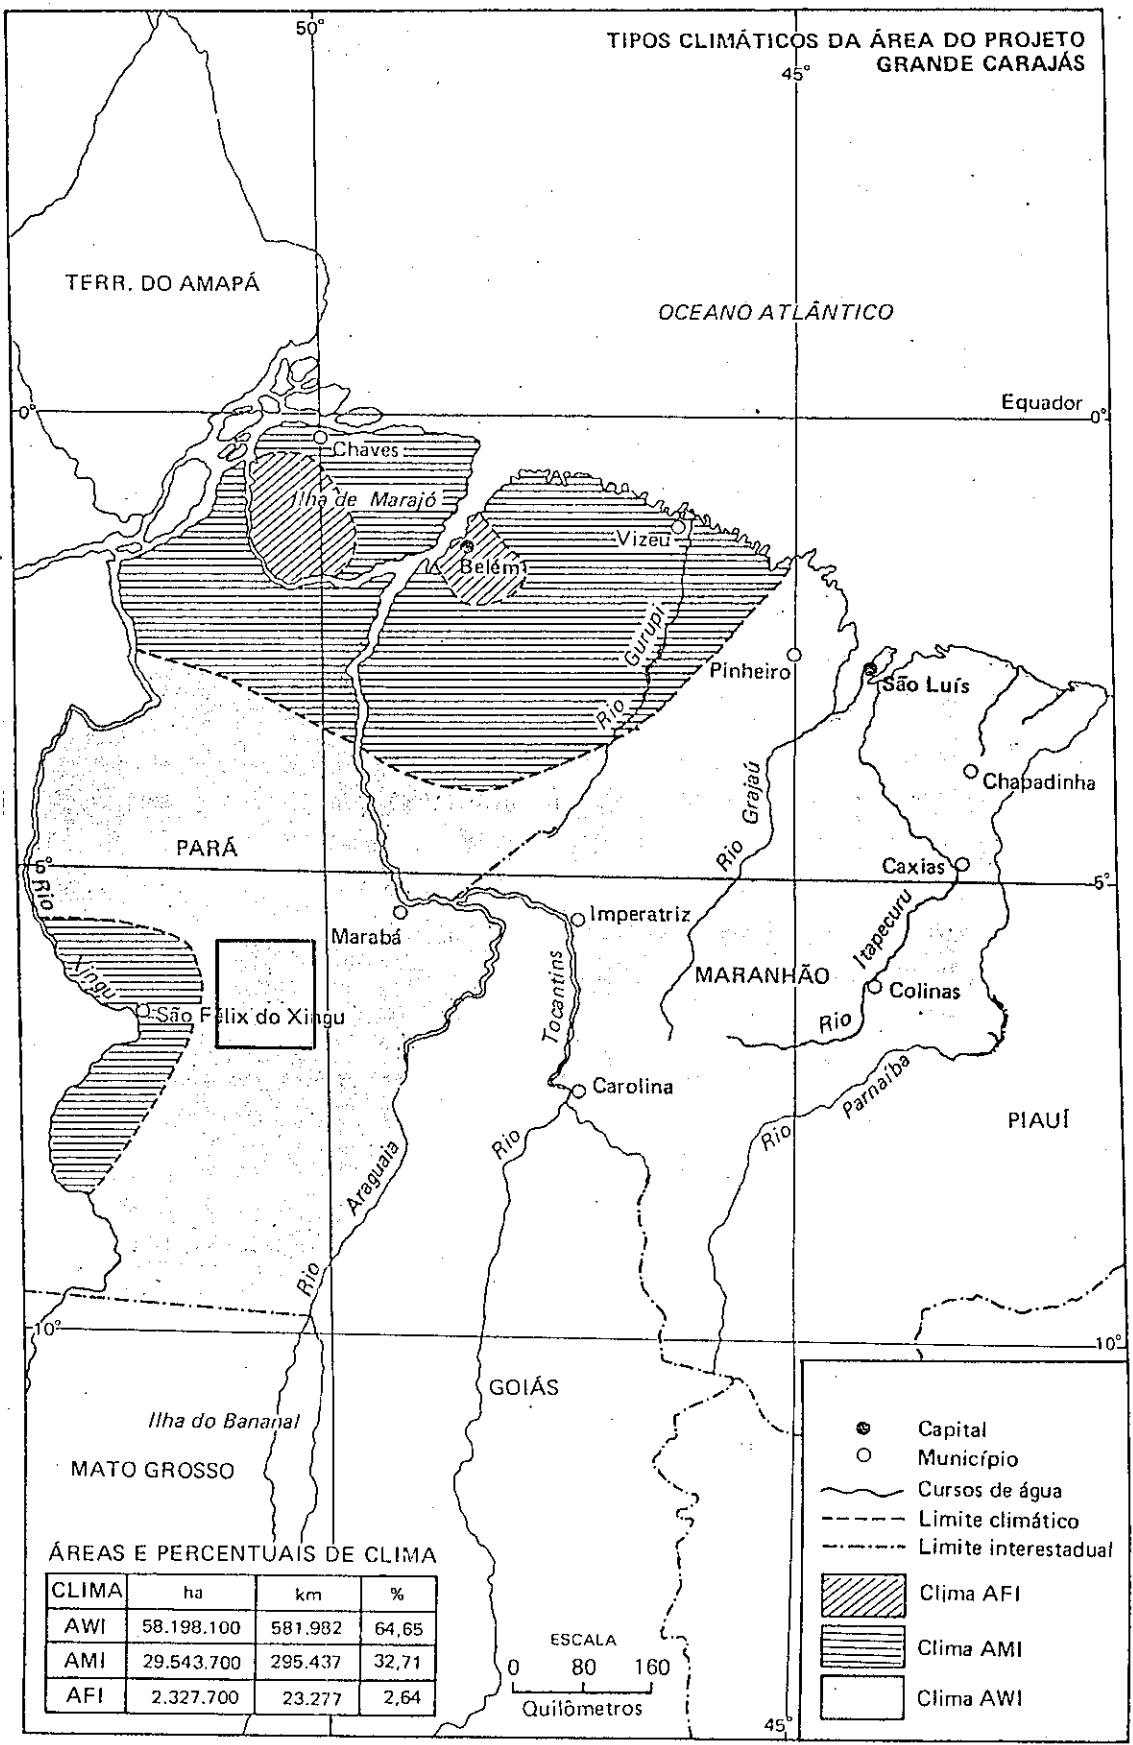 TIPOS CLIMÁTICOS DA ÁREA DO PROJETO
GRANDE CARAJÁS
50°
45°
TERR. DO AMAPÁ
OCEANO ATLÂNTICO
Equador
0°
0°
Chaves
Ilha de Marajó
Vizeu
Belém
Rio Gurupi
Pinheiro
São Luís
Chapadinha
Rio Grajaú
PARÁ
5°
5°
Caxias
Rio Xingu
Marabá
Imperatriz
MARANHÃO
Rio Itapecuru
Colinas
São Félix do Xingu
Rio Tocantins
Carolina
Rio Parnaíba
PIAUÍ
Rio Araguaia
10°
10°
GOIÁS
Ilha do Bananal
MATO GROSSO
ÁREAS E PERCENTUAIS DE CLIMA
CLIMA ha km %
AWI 58.198.100 581.982 64,65
AMI 29.543.700 295.437 32,71
AFI 2.327.700 23.277 2,64
ESCALA
0 80 160
Quilômetros
45°
Capital
Município
Cursos de água
Limite climático
Limite interestadual
Clima AFI
Clima AMI
Clima AWI